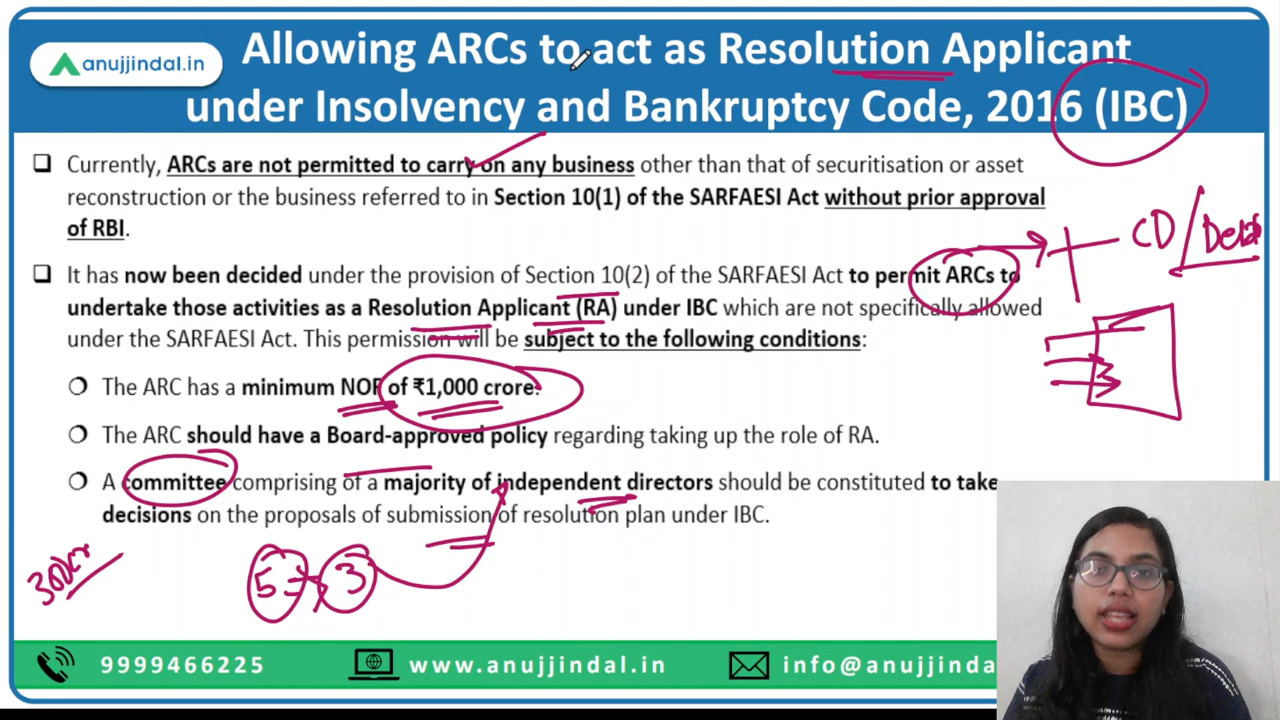 anujjindal.in
Allowing ARCs to act as Resolution Applicant
under Insolvency and Bankruptcy Code, 2016 (IBC)
Currently, ARCs are not permitted to carry on any business other than that of securitisation or asset
reconstruction or the business referred to in Section 10(1) of the SARFAESI Act without prior approval
of RBI.
CD/Debt
It has now been decided under the provision of Section 10(2) of the SARFAESI Act to permit ARCs to
undertake those activities as a Resolution Applicant (RA) under IBC which are not specifically allowed
under the SARFAESI Act. This permission will be subject to the following conditions:
The ARC has a minimum NOF of ₹1,000 crore.
The ARC should have a Board-approved policy regarding taking up the role of RA.
A committee comprising of a majority of independent directors should be constituted to take
decisions on the proposals of submission of resolution plan under IBC.
5 3
9999466225 www.anujjindal.in info@anujjinda